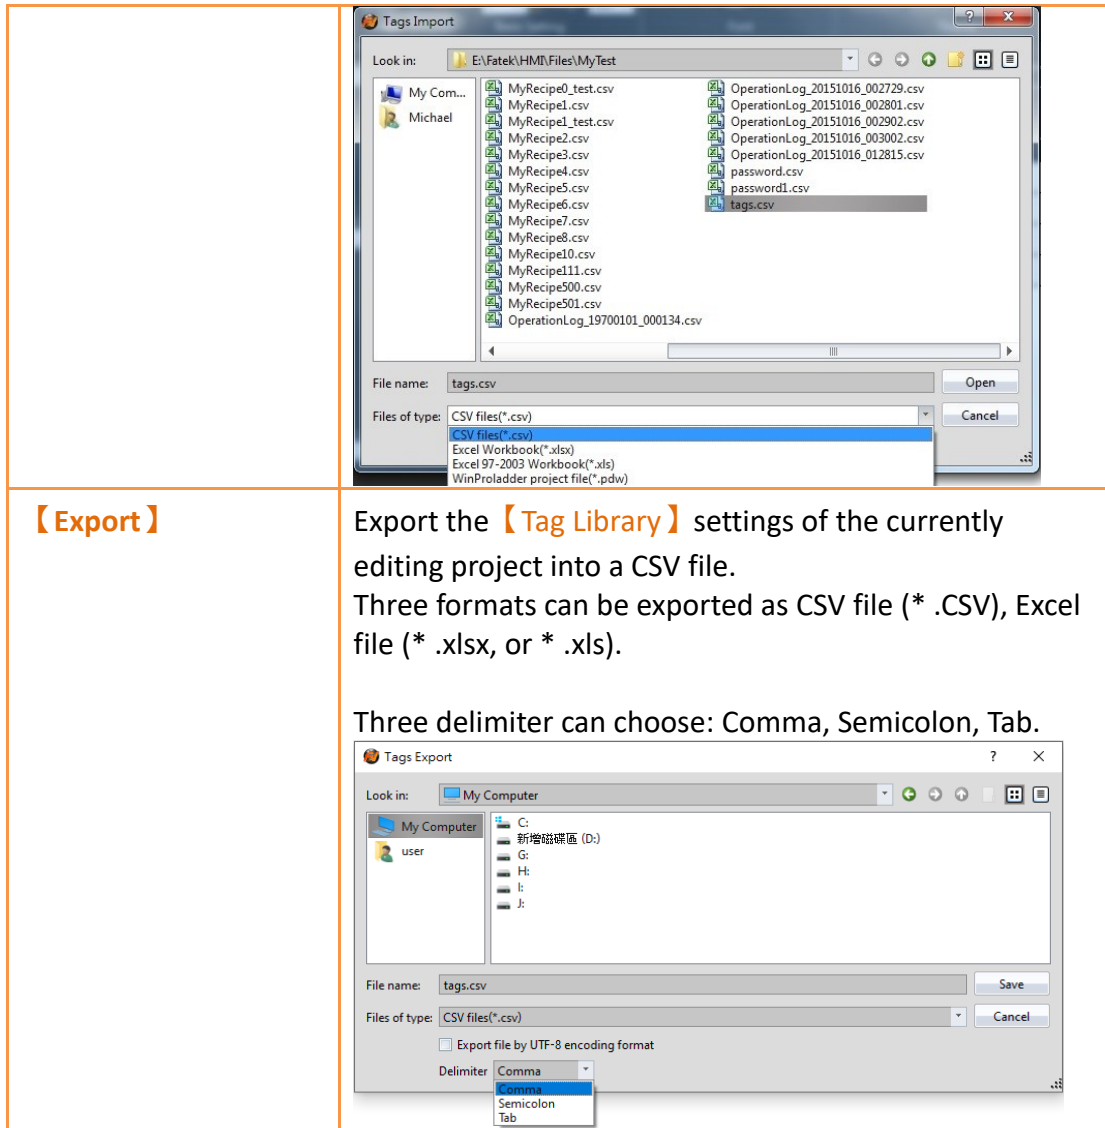 Tags Import
Look in: E:\Fatek\HMI\Files\MyTest
My Com...
Michael
MyRecipe0_test.csv
MyRecipe1.csv
MyRecipe1_test.csv
MyRecipe2.csv
MyRecipe3.csv
MyRecipe4.csv
MyRecipe5.csv
MyRecipe6.csv
MyRecipe7.csv
MyRecipe8.csv
MyRecipe10.csv
MyRecipe111.csv
MyRecipe500.csv
MyRecipe501.csv
OperationLog_19700101_000134.csv
OperationLog_20151016_002729.csv
OperationLog_20151016_002801.csv
OperationLog_20151016_002902.csv
OperationLog_20151016_003002.csv
OperationLog_20151016_012815.csv
password.csv
password1.csv
tags.csv
File name: tags.csv Open
Files of type: CSV files(*.csv) Cancel
CSV files(*.csv)
Excel Workbook(*.xlsx)
Excel 97-2003 Workbook(*.xls)
WinProladder project file(*.pdw)
【Export】
Export the【Tag Library】settings of the currently
editing project into a CSV file.
Three formats can be exported as CSV file (* .CSV), Excel
file (* .xlsx, or * .xls).
Three delimiter can choose: Comma, Semicolon, Tab.
Tags Export ? ×
Look in: My Computer
My Computer
user
C:
新增磁碟區 (D:)
G:
H:
I:
J:
File name: tags.csv Save
Files of type: CSV files(*.csv) Cancel
Export file by UTF-8 encoding format
Delimiter Comma
Comma
Semicolon
Tab